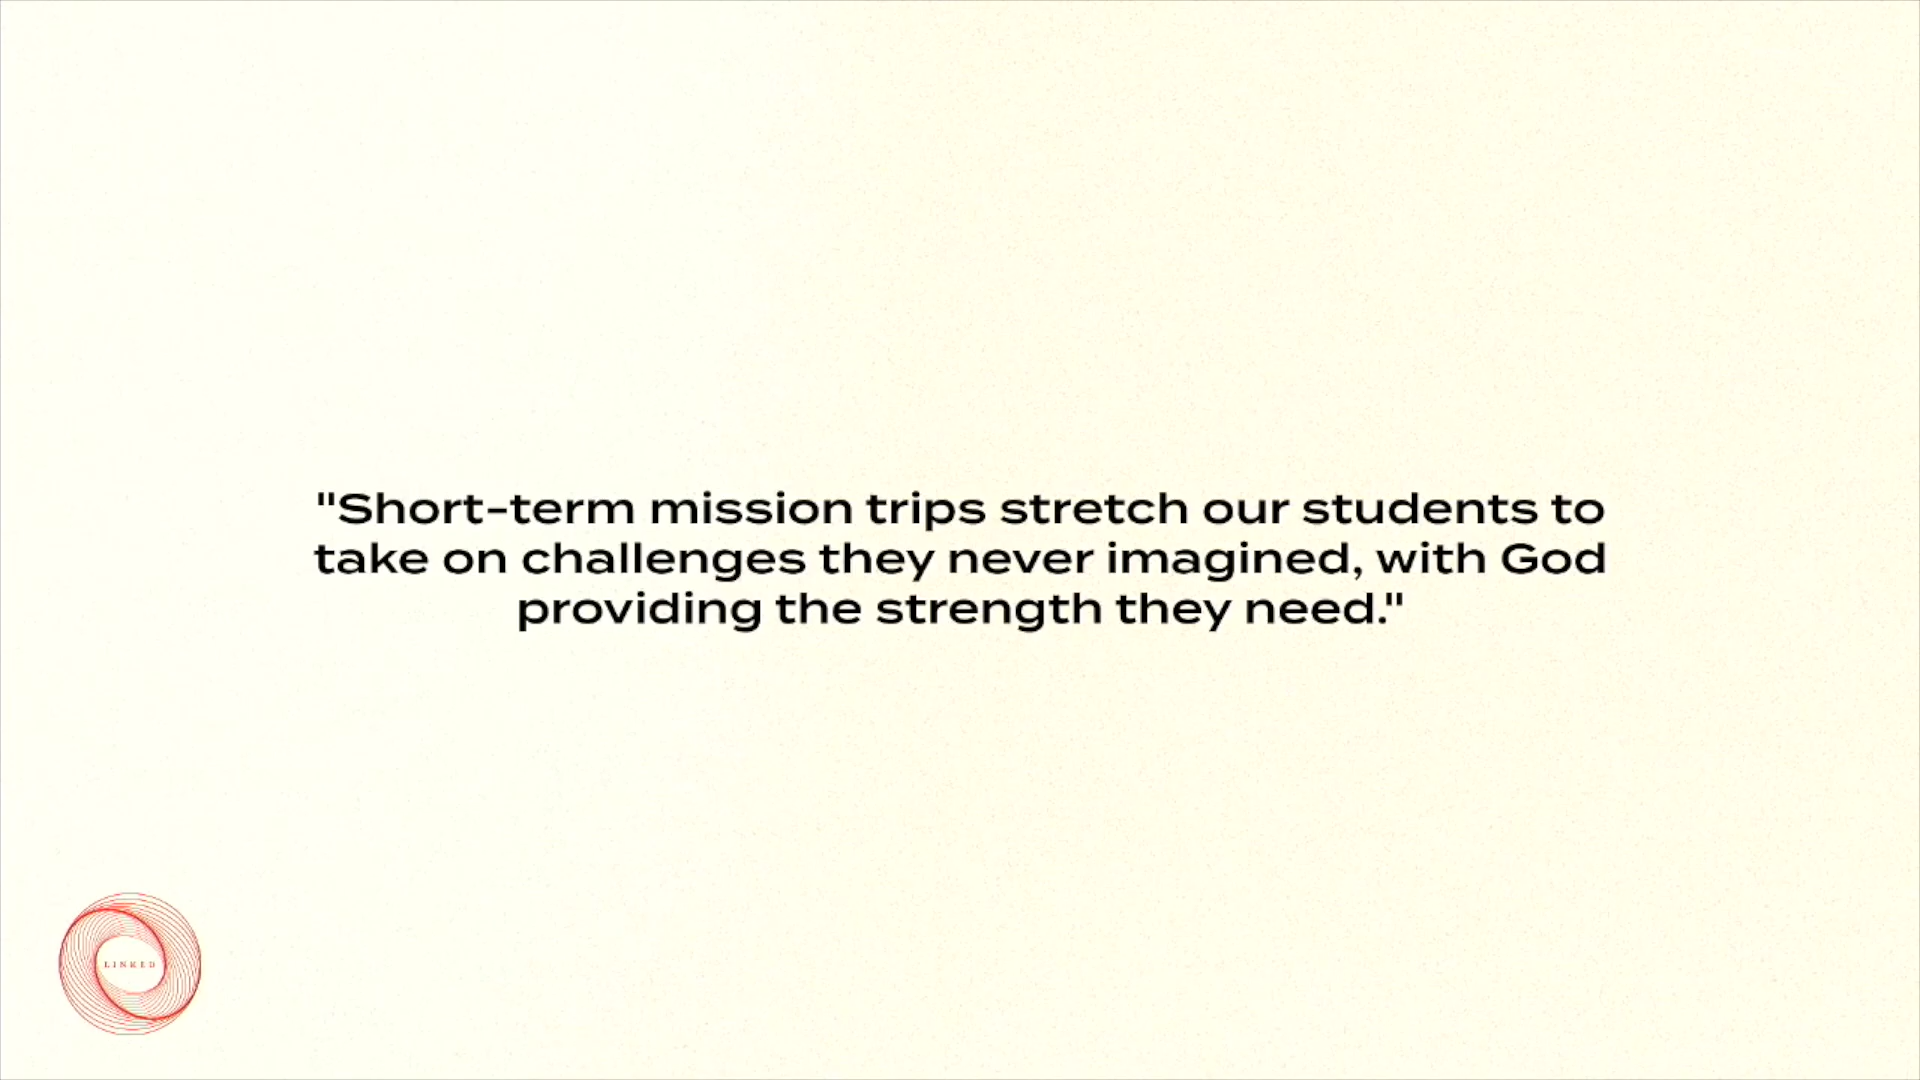 "Short-term mission trips stretch our students to
take on challenges they never imagined, with God
providing the strength they need."
LINKED